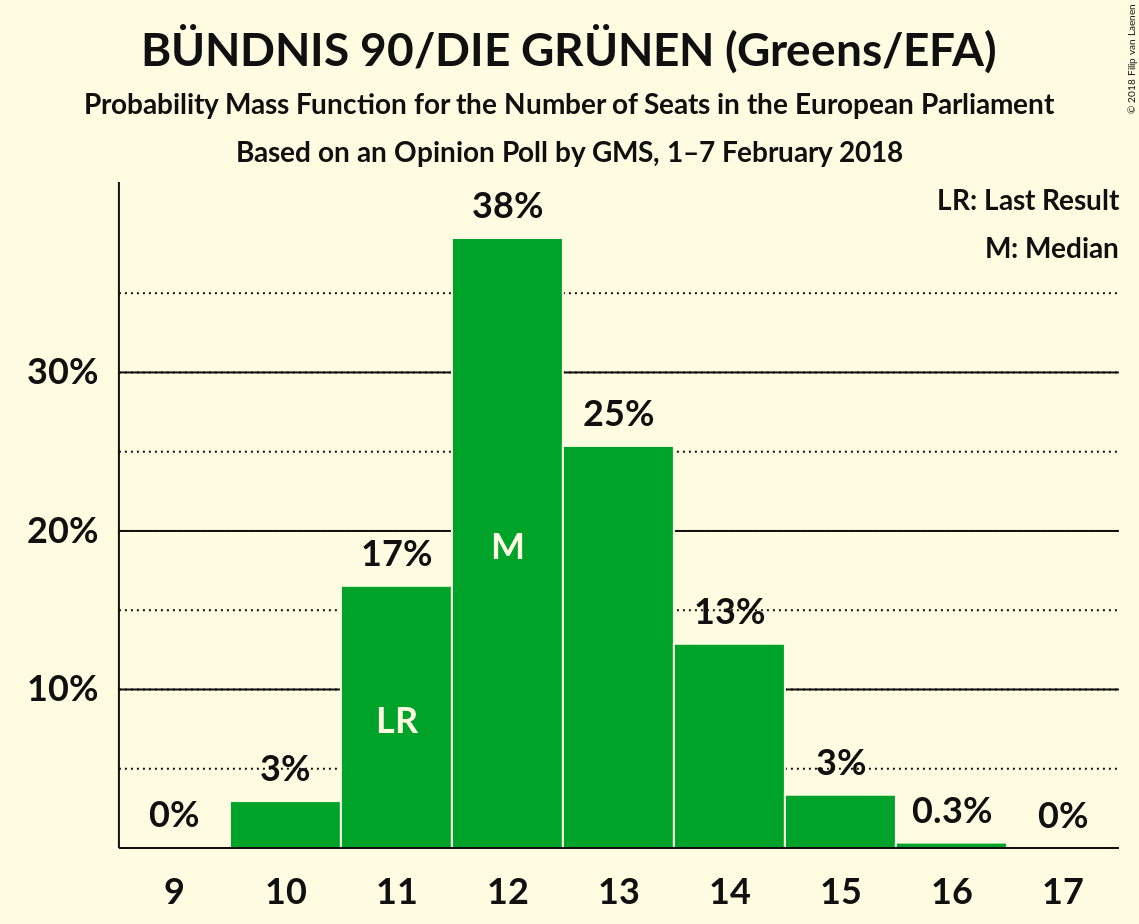 BÜNDNIS 90/DIE GRÜNEN (Greens/EFA)
Probability Mass Function for the Number of Seats in the European Parliament
Based on an Opinion Poll by GMS, 1–7 February 2018
© 2018 Filip van Laenen
LR: Last Result
M: Median
38%
30%
25%
20%
M
17%
13%
10%
LR
3%
3%
0%
0.3%
0%
9 10 11 12 13 14 15 16 17